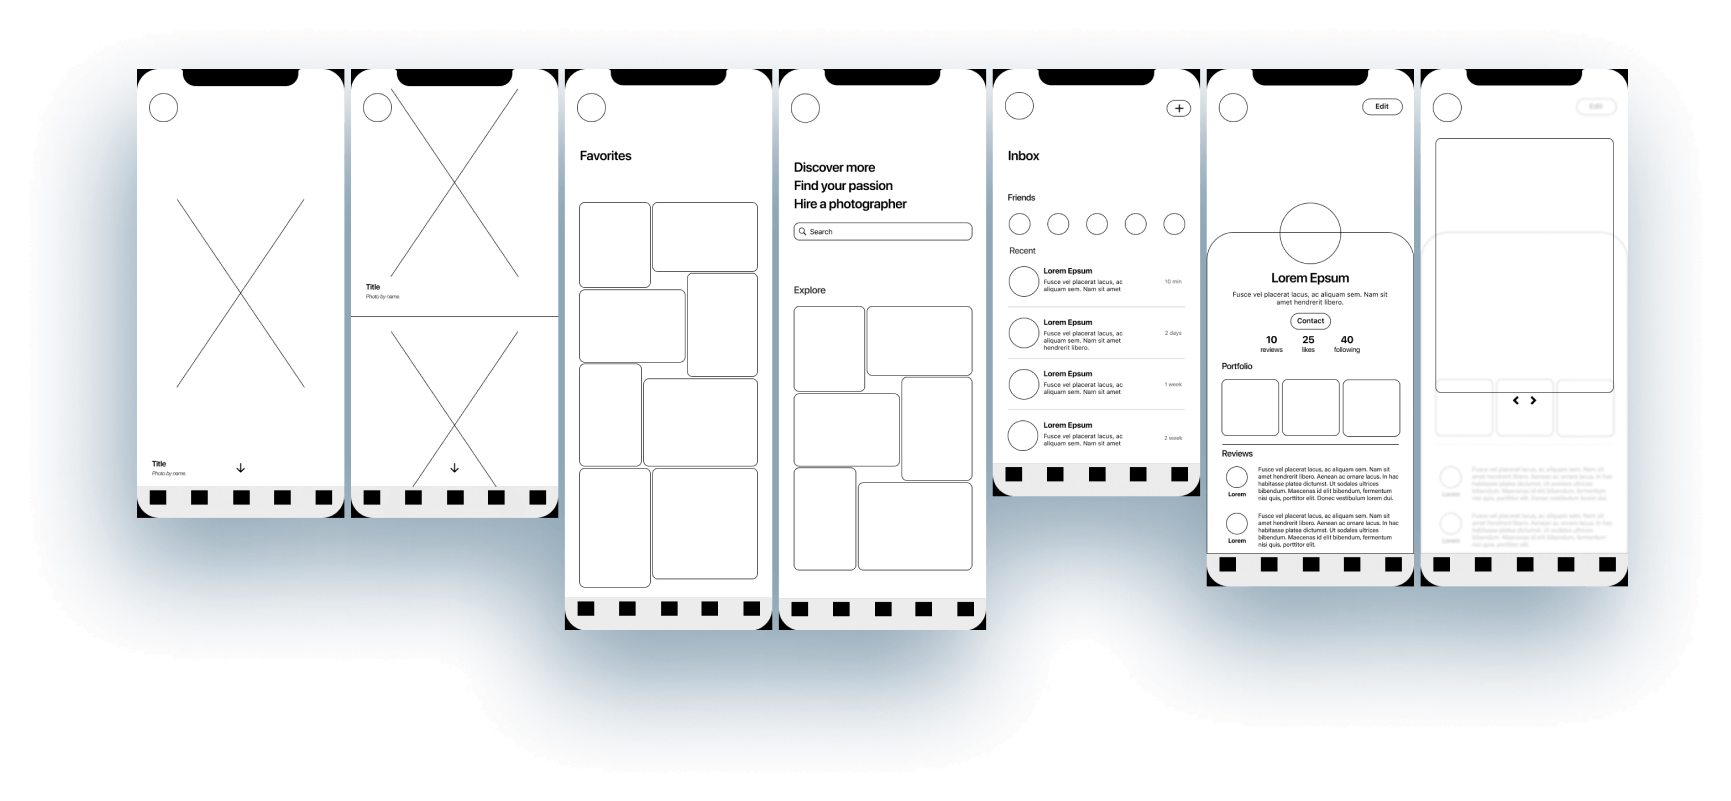 Title
Photo by name
Title
Photo by name
Favorites
Discover more
Find your passion
Hire a photographer
Search
Explore
Inbox
Friends
Recent
Lorem Epsum
Fusce vel placerat lacus, ac
aliquam sem. Nam sit amet
10 min
Lorem Epsum
Fusce vel placerat lacus, ac
aliquam sem. Nam sit amet
hendrerit libero.
2 days
Lorem Epsum
Fusce vel placerat lacus, ac
aliquam sem. Nam sit amet
1 week
Lorem Epsum
Fusce vel placerat lacus, ac
aliquam sem. Nam sit amet
2 week
Edit
Lorem Epsum
Fusce vel placerat lacus, ac aliquam sem. Nam sit
amet hendrerit libero.
Contact
10 25 40
reviews likes following
Portfolio
Reviews
Fusce vel placerat lacus, ac aliquam sem. Nam sit
amet hendrerit libero. Aenean ac ornare lacus. In hac
habitasse platea dictumst. Ut sodales ultrices
bibendum. Maecenas id elit bibendum, fermentum
nisi quis, porttitor elit. Donec vestibulum lorem dui.
Lorem
Fusce vel placerat lacus, ac aliquam sem. Nam sit
amet hendrerit libero. Aenean ac ornare lacus. In hac
habitasse platea dictumst. Ut sodales ultrices
bibendum. Maecenas id elit bibendum, fermentum
nisi quis, porttitor elit.
Lorem
Edit